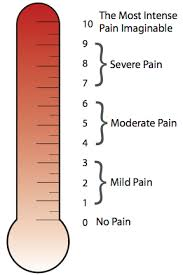 10 The Most Intense
Pain Imaginable
9
8 Severe Pain
7
6
5 Moderate Pain
4
3
2 Mild Pain
1
0 No Pain